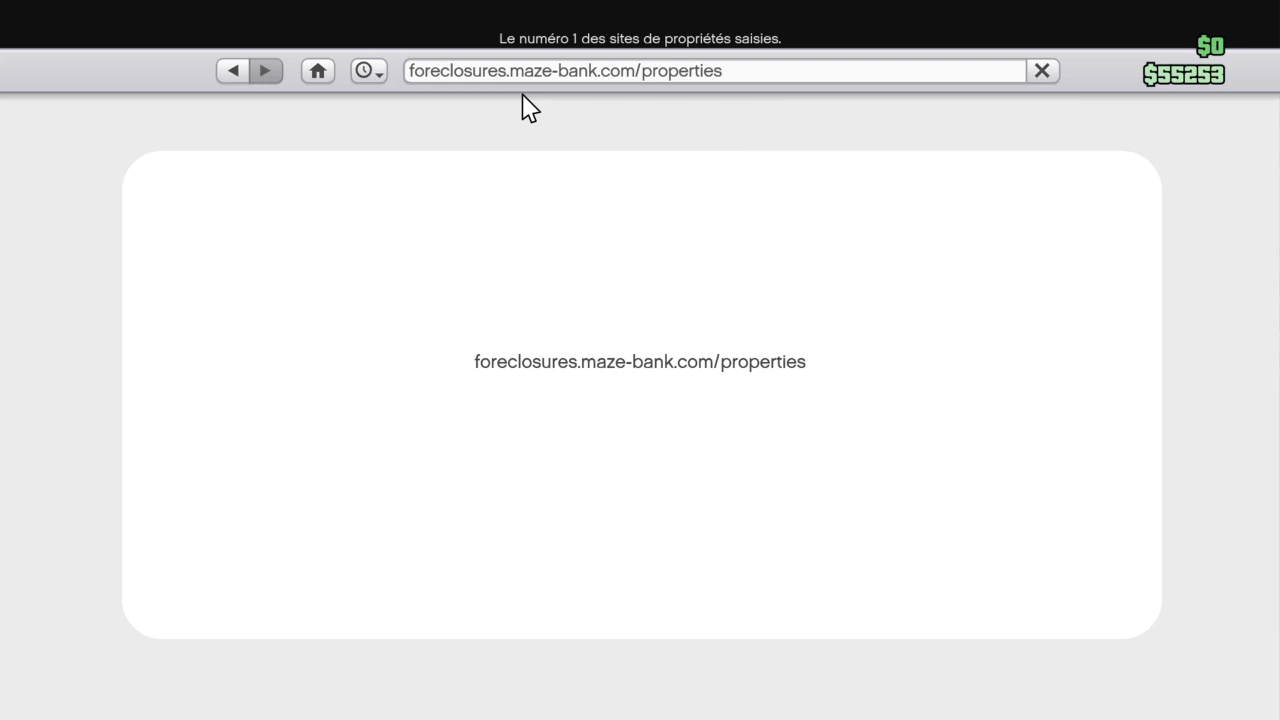 Le numéro 1 des sites de propriétés saisies.
$0
foreclosures.maze-bank.com/properties
$55253
foreclosures.maze-bank.com/properties